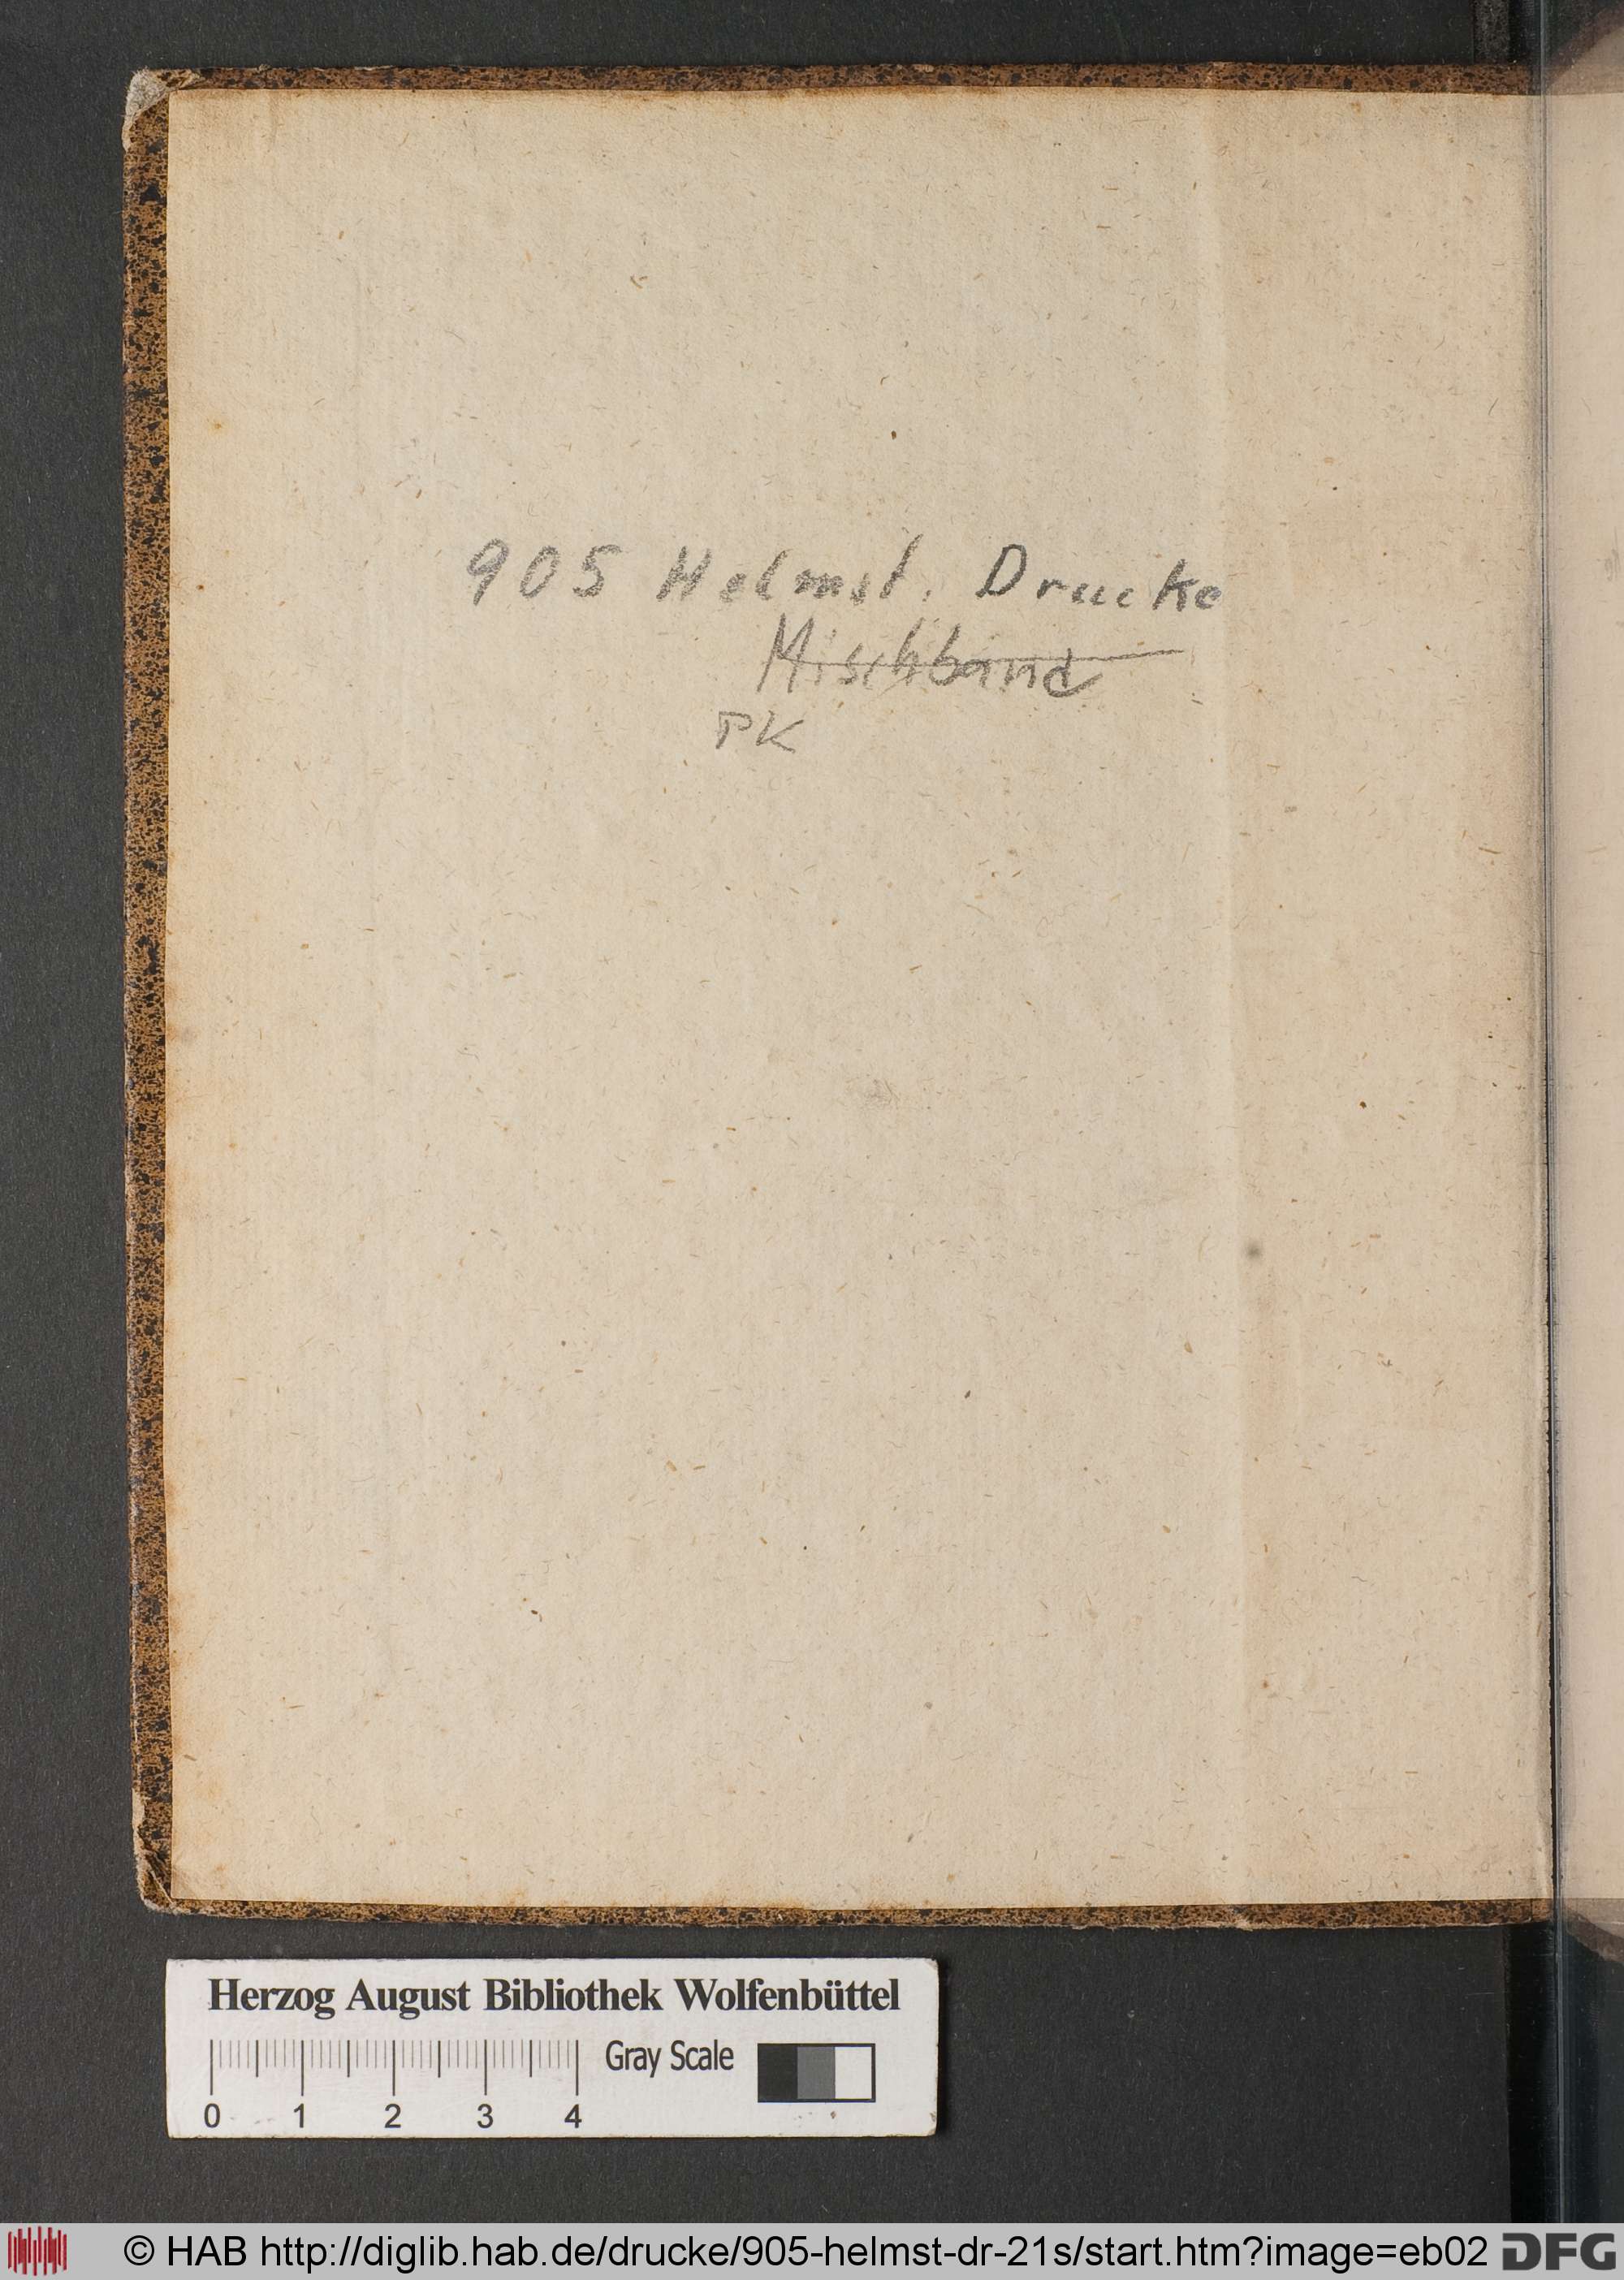 905 Helmst. Drucke
Mischband
PK
Herzog August Bibliothek Wolfenbüttel
Gray Scale
0 1 2 3 4
© HAB http://diglib.hab.de/drucke/905-helmst-dr-21s/start.htm?image=eb02
DFG